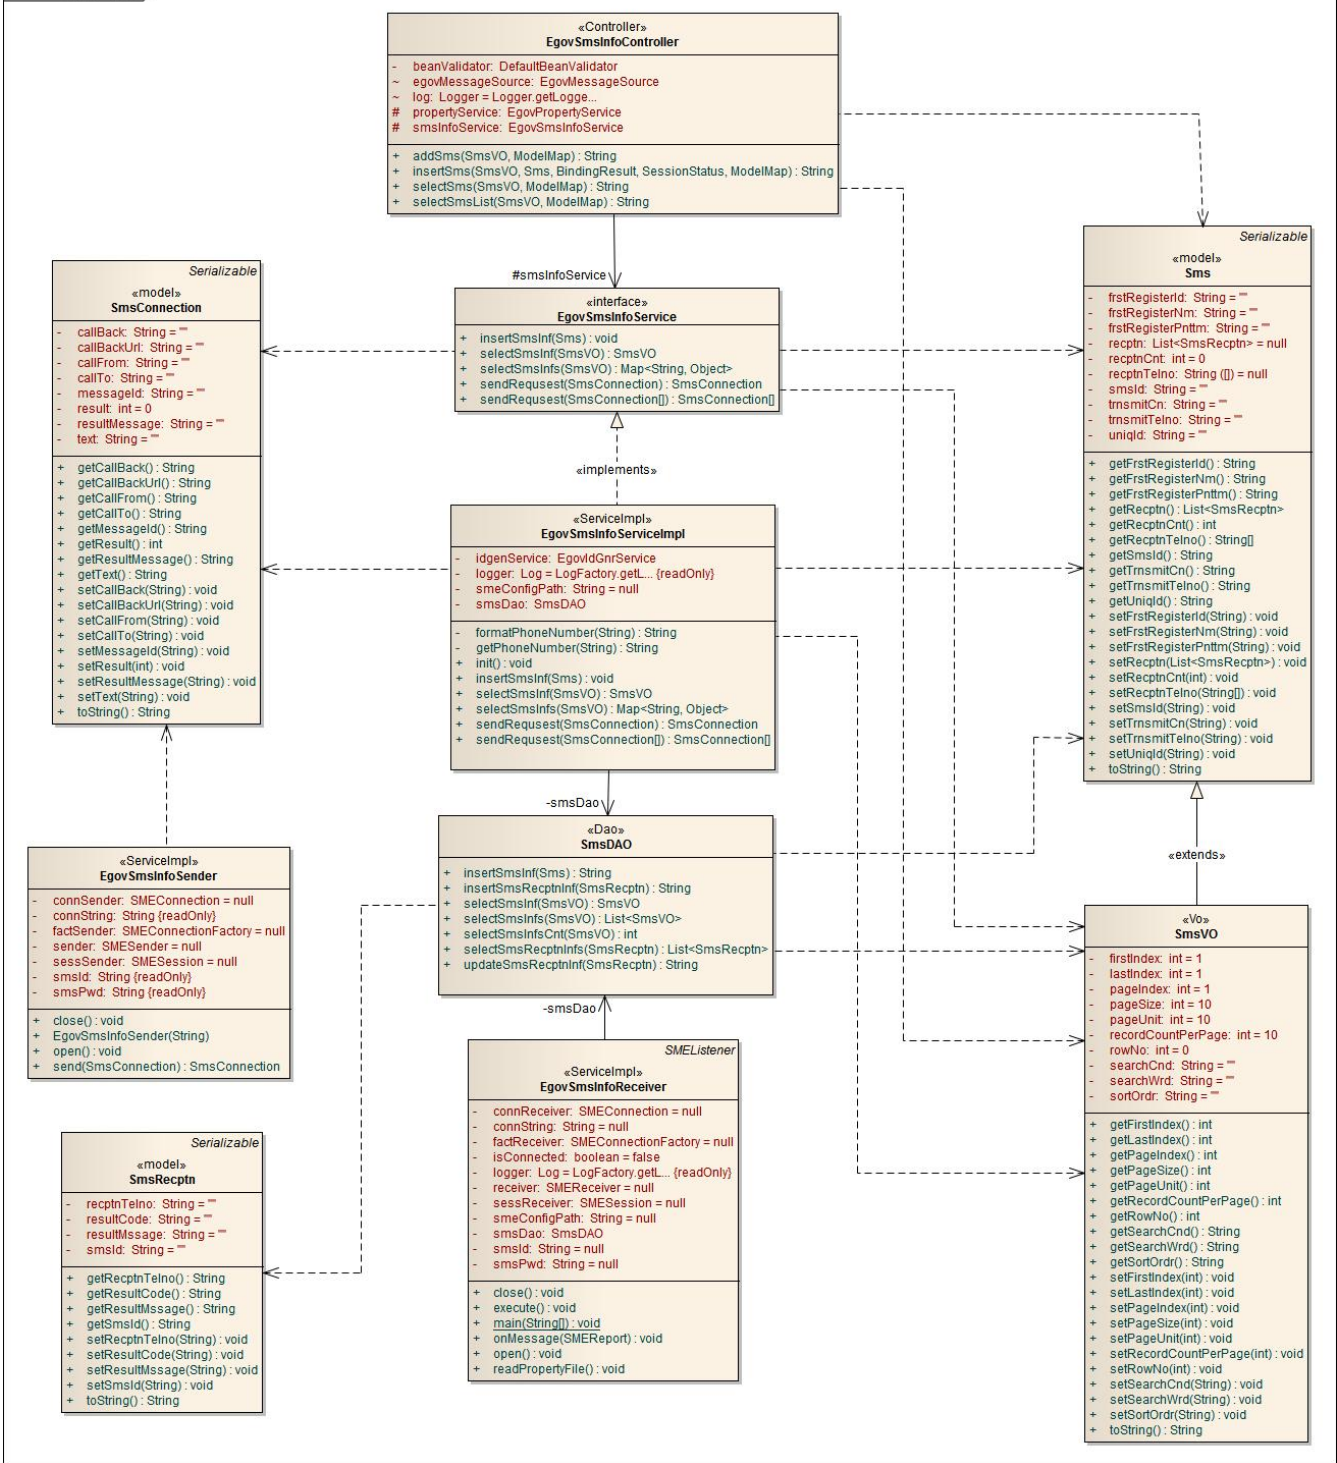 «Controller»
EgovSmsInfoController
- beanValidator: DefaultBeanValidator
~ egovMessageSource: EgovMessageSource
~ log: Logger = Logger.getLogge...
# propertyService: EgovPropertyService
# smsInfoService: EgovSmsInfoService
+ addSms(SmsVO, ModelMap) : String
+ insertSms(SmsVO, Sms, BindingResult, SessionStatus, ModelMap) : String
+ selectSms(SmsVO, ModelMap) : String
+ selectSmsList(SmsVO, ModelMap) : String
#smsInfoService
Serializable
«model»
SmsConnection
- callBack: String = ""
- callBackUrl: String = ""
- callFrom: String = ""
- callTo: String = ""
- messageId: String = ""
- result: int = 0
- resultMessage: String = ""
- text: String = ""
+ getCallBack() : String
+ getCallBackUrl() : String
+ getCallFrom() : String
+ getCallTo() : String
+ getMessageId() : String
+ getResult() : int
+ getResultMessage() : String
+ getText() : String
+ setCallBack(String) : void
+ setCallBackUrl(String) : void
+ setCallFrom(String) : void
+ setCallTo(String) : void
+ setMessageId(String) : void
+ setResult(int) : void
+ setResultMessage(String) : void
+ setText(String) : void
+ toString() : String
«interface»
EgovSmsInfoService
+ insertSmsInf(Sms) : void
+ selectSmsInf(SmsVO) : SmsVO
+ selectSmsInfs(SmsVO) : Map<String, Object>
+ sendRequsest(SmsConnection) : SmsConnection
+ sendRequsest(SmsConnection[]) : SmsConnection[]
«implements»
«ServiceImpl»
EgovSmsInfoServiceImpl
- idgenService: EgovIdGnrService
- logger: Log = LogFactory.getL... {readOnly}
- smeConfigPath: String = null
- smsDao: SmsDAO
- formatPhoneNumber(String) : String
- getPhoneNumber(String) : String
+ init() : void
+ insertSmsInf(Sms) : void
+ selectSmsInf(SmsVO) : SmsVO
+ selectSmsInfs(SmsVO) : Map<String, Object>
+ sendRequsest(SmsConnection) : SmsConnection
+ sendRequsest(SmsConnection[]) : SmsConnection[]
-smsDao
Serializable
«model»
Sms
- frstRegisterId: String = ""
- frstRegisterNm: String = ""
- frstRegisterPnttm: String = ""
- recptn: List<SmsRecptn> = null
- recptnCnt: int = 0
- recptnTelno: String ([]) = null
- smsId: String = ""
- trnsmitCn: String = ""
- trnsmitTelno: String = ""
- uniqId: String = ""
+ getFrstRegisterId() : String
+ getFrstRegisterNm() : String
+ getFrstRegisterPnttm() : String
+ getRecptn() : List<SmsRecptn>
+ getRecptnCnt() : int
+ getRecptnTelno() : String[]
+ getSmsId() : String
+ getTrnsmitCn() : String
+ getTrnsmitTelno() : String
+ getUniqId() : String
+ setFrstRegisterId(String) : void
+ setFrstRegisterNm(String) : void
+ setFrstRegisterPnttm(String) : void
+ setRecptn(List<SmsRecptn>) : void
+ setRecptnCnt(int) : void
+ setRecptnTelno(String[]) : void
+ setSmsId(String) : void
+ setTrnsmitCn(String) : void
+ setTrnsmitTelno(String) : void
+ setUniqId(String) : void
+ toString() : String
«extends»
«ServiceImpl»
EgovSmsInfoSender
- connSender: SMEConnection = null
- connString: String {readOnly}
- factSender: SMEConnectionFactory = null
- sender: SMESender = null
- sessSender: SMESession = null
- smsId: String {readOnly}
- smsPwd: String {readOnly}
+ close() : void
+ EgovSmsInfoSender(String)
+ open() : void
+ send(SmsConnection) : SmsConnection
«Dao»
SmsDAO
+ insertSmsInf(Sms) : String
+ insertSmsRecptnInf(SmsRecptn) : String
+ selectSmsInf(SmsVO) : SmsVO
+ selectSmsInfs(SmsVO) : List<SmsVO>
+ selectSmsInfsCnt(SmsVO) : int
+ selectSmsRecptnInfs(SmsRecptn) : List<SmsRecptn>
+ updateSmsRecptnInf(SmsRecptn) : String
-smsDao
«Vo»
SmsVO
- firstIndex: int = 1
- lastIndex: int = 1
- pageIndex: int = 1
- pageSize: int = 10
- pageUnit: int = 10
- recordCountPerPage: int = 10
- rowNo: int = 0
- searchCnd: String = ""
- searchWrd: String = ""
- sortOrdr: String = ""
+ getFirstIndex() : int
+ getLastIndex() : int
+ getPageIndex() : int
+ getPageSize() : int
+ getPageUnit() : int
+ getRecordCountPerPage() : int
+ getRowNo() : int
+ getSearchCnd() : String
+ getSearchWrd() : String
+ getSortOrdr() : String
+ setFirstIndex(int) : void
+ setLastIndex(int) : void
+ setPageIndex(int) : void
+ setPageSize(int) : void
+ setPageUnit(int) : void
+ setRecordCountPerPage(int) : void
+ setRowNo(int) : void
+ setSearchCnd(String) : void
+ setSearchWrd(String) : void
+ setSortOrdr(String) : void
+ toString() : String
SMEListener
«ServiceImpl»
EgovSmsInfoReceiver
- connReceiver: SMEConnection = null
- connString: String = null
- factReceiver: SMEConnectionFactory = null
- isConnected: boolean = false
- logger: Log = LogFactory.getL... {readOnly}
- receiver: SMEReceiver = null
- sessReceiver: SMESession = null
- smeConfigPath: String = null
- smsDao: SmsDAO
- smsId: String = null
- smsPwd: String = null
+ close() : void
+ execute() : void
+ main(String[]) : void
+ onMessage(SMEReport) : void
+ open() : void
+ readPropertyFile() : void
Serializable
«model»
SmsRecptn
- recptnTelno: String = ""
- resultCode: String = ""
- resultMssage: String = ""
- smsId: String = ""
+ getRecptnTelno() : String
+ getResultCode() : String
+ getResultMssage() : String
+ getSmsId() : String
+ setRecptnTelno(String) : void
+ setResultCode(String) : void
+ setResultMssage(String) : void
+ setSmsId(String) : void
+ toString() : String